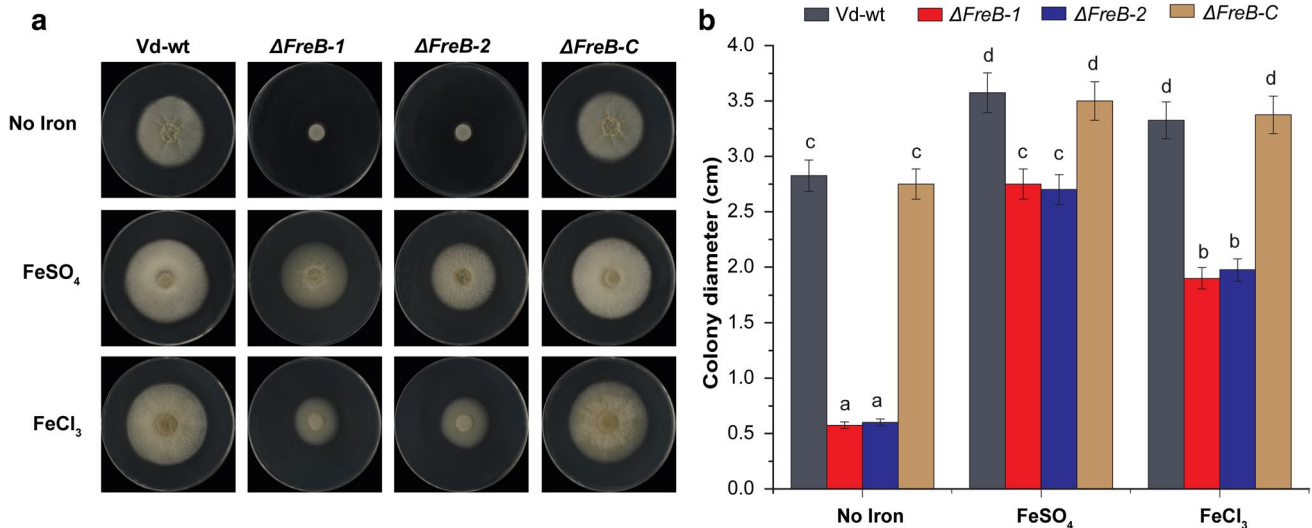 a
Vd-wt ΔFreB-1 ΔFreB-2 ΔFreB-C
No Iron
FeSO₄
FeCl₃
b
Vd-wt ΔFreB-1 ΔFreB-2 ΔFreB-C
Colony diameter (cm)
4.0
3.5
3.0
2.5
2.0
1.5
1.0
0.5
0.0
c a a c
d c c d
d b b d
No Iron FeSO₄ FeCl₃